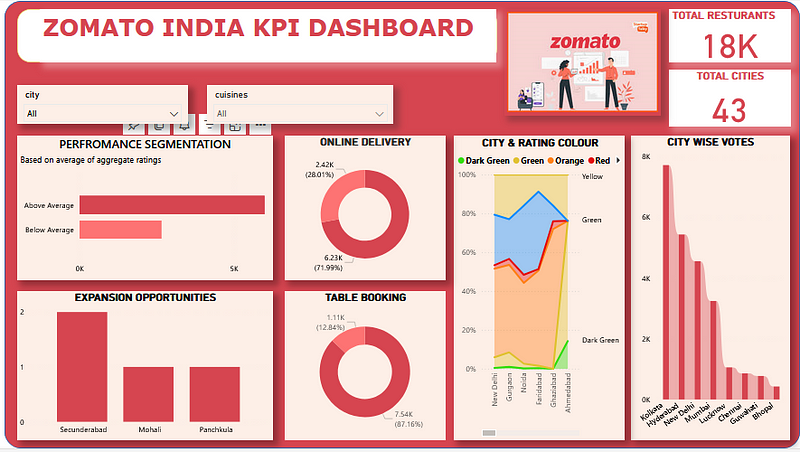 ZOMATO INDIA KPI DASHBOARD
zomato
TOTAL RESTURANTS
18K
TOTAL CITIES
43
city
All
cuisines
All
PERFROMANCE SEGMENTATION
Based on average of aggregate ratings
Above Average
Below Average
0K
5K
ONLINE DELIVERY
2.42K
(28.01%)
6.23K
(71.99%)
CITY & RATING COLOUR
Dark Green
Green
Orange
Red
100%
80%
60%
40%
20%
0%
Yellow
Green
Dark Green
New Delhi
Gurgaon
Noida
Faridabad
Ghaziabad
Ahmedabad
CITY WISE VOTES
8K
6K
4K
2K
0K
Kolkata
Hyderabad
New Delhi
Mumbai
Lucknow
Chennai
Guwahati
Bhopal
EXPANSION OPPORTUNITIES
2
1
0
Secunderabad
Mohali
Panchkula
TABLE BOOKING
1.11K
(12.84%)
7.54K
(87.16%)